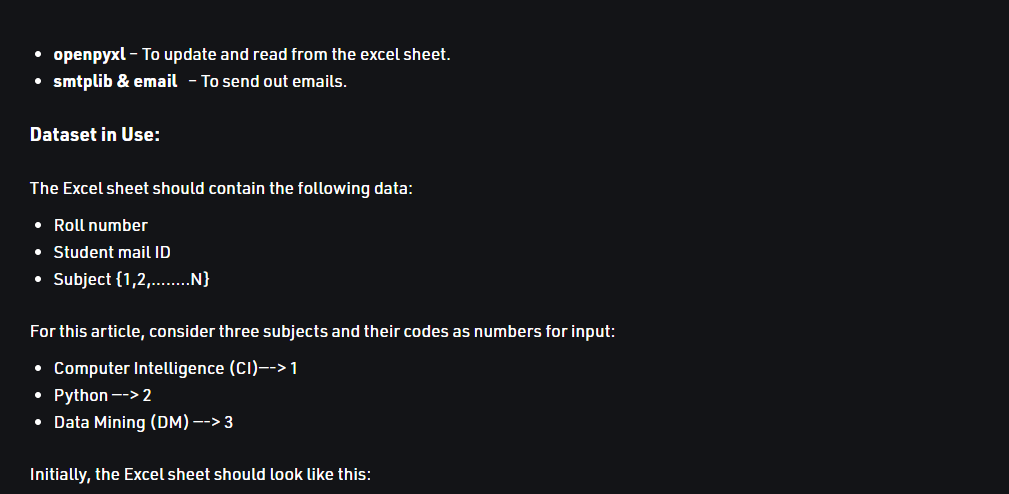 • openpyxl – To update and read from the excel sheet.
• smtplib & email – To send out emails.
Dataset in Use:
The Excel sheet should contain the following data:
• Roll number
• Student mail ID
• Subject {1,2,........N}
For this article, consider three subjects and their codes as numbers for input:
• Computer Intelligence (CI)—-> 1
• Python —-> 2
• Data Mining (DM) —-> 3
Initially, the Excel sheet should look like this: